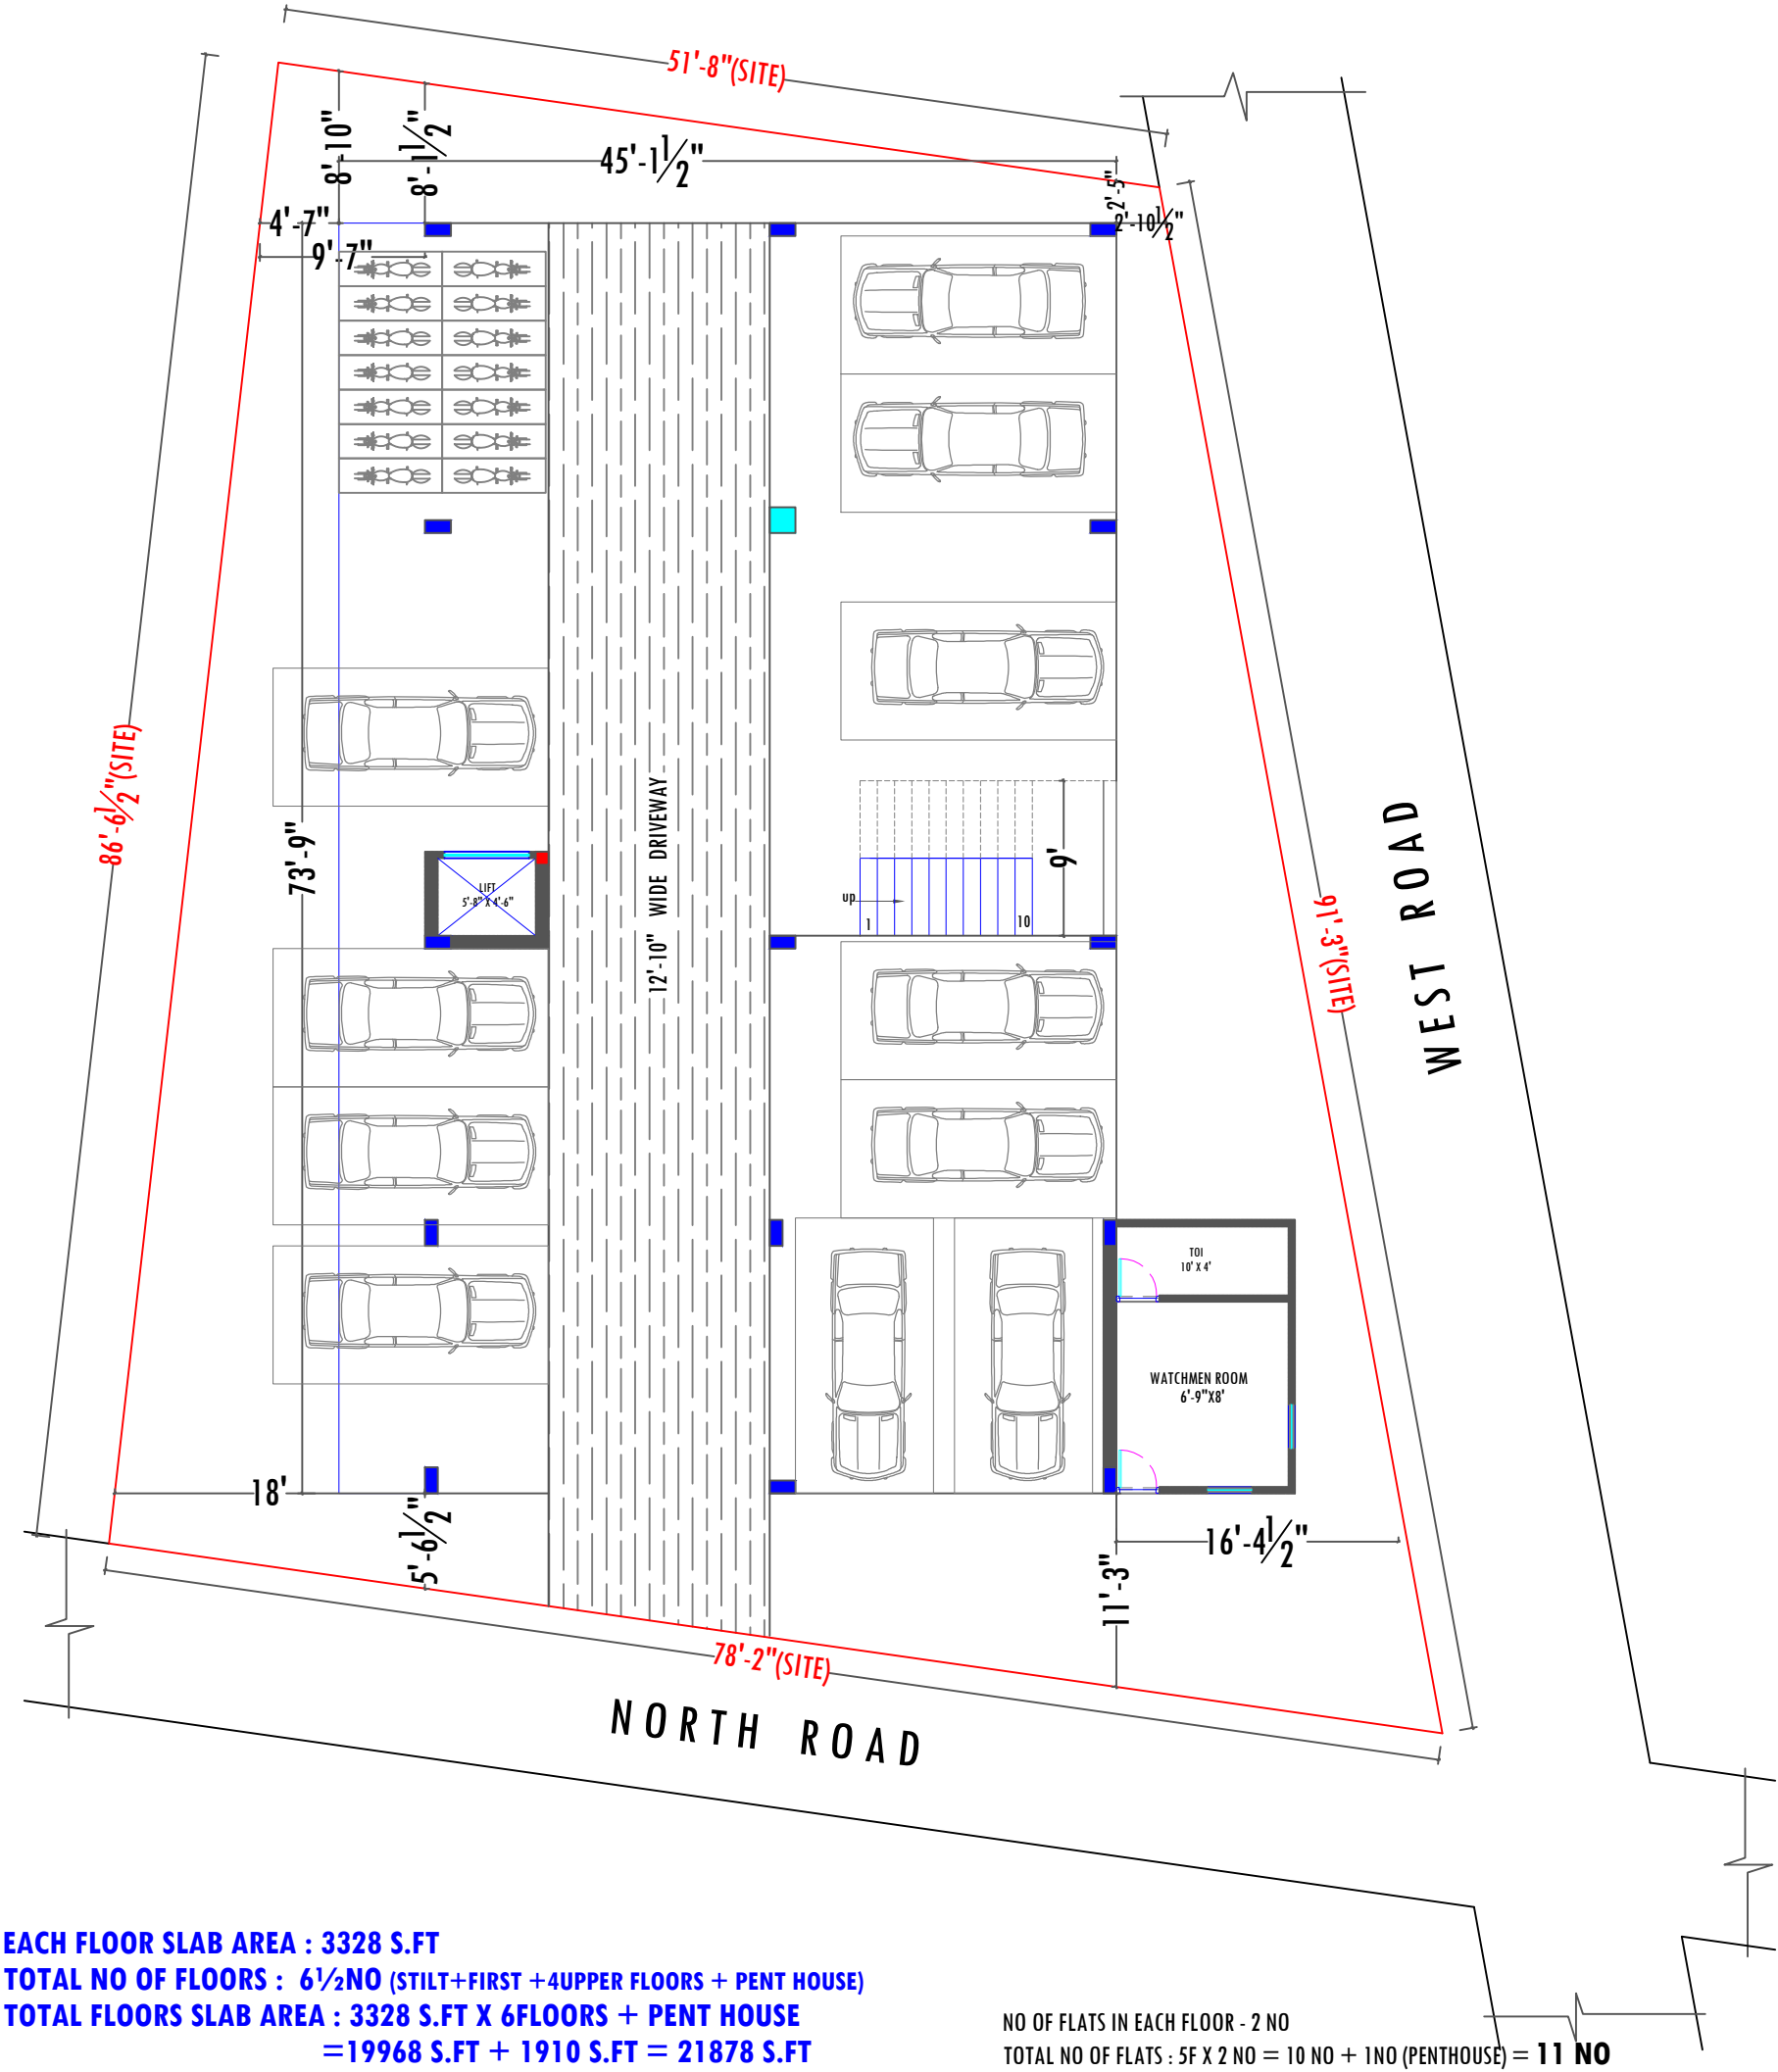 51'-8"(SITE)
8'-10"
8'-1½"
45'-1½"
2'-5"
4'-7"
2'-10½"
9'-7"
86'-6½"(SITE)
73'-9"
12'-10" WIDE DRIVEWAY
9'
LIFT
5'-8" X 4'-6"
up
1
10
91'-3"(SITE)
WEST ROAD
TOI
10' X 4'
WATCHMEN ROOM
6'-9"X8'
18'
5'-6½"
16'-4½"
11'-3"
78'-2"(SITE)
NORTH ROAD
EACH FLOOR SLAB AREA : 3328 S.FT
TOTAL NO OF FLOORS : 6½NO (STILT+FIRST +4UPPER FLOORS + PENT HOUSE)
TOTAL FLOORS SLAB AREA : 3328 S.FT X 6FLOORS + PENT HOUSE
=19968 S.FT + 1910 S.FT = 21878 S.FT
NO OF FLATS IN EACH FLOOR - 2 NO
TOTAL NO OF FLATS : 5F X 2 NO = 10 NO + 1NO (PENTHOUSE) = 11 NO